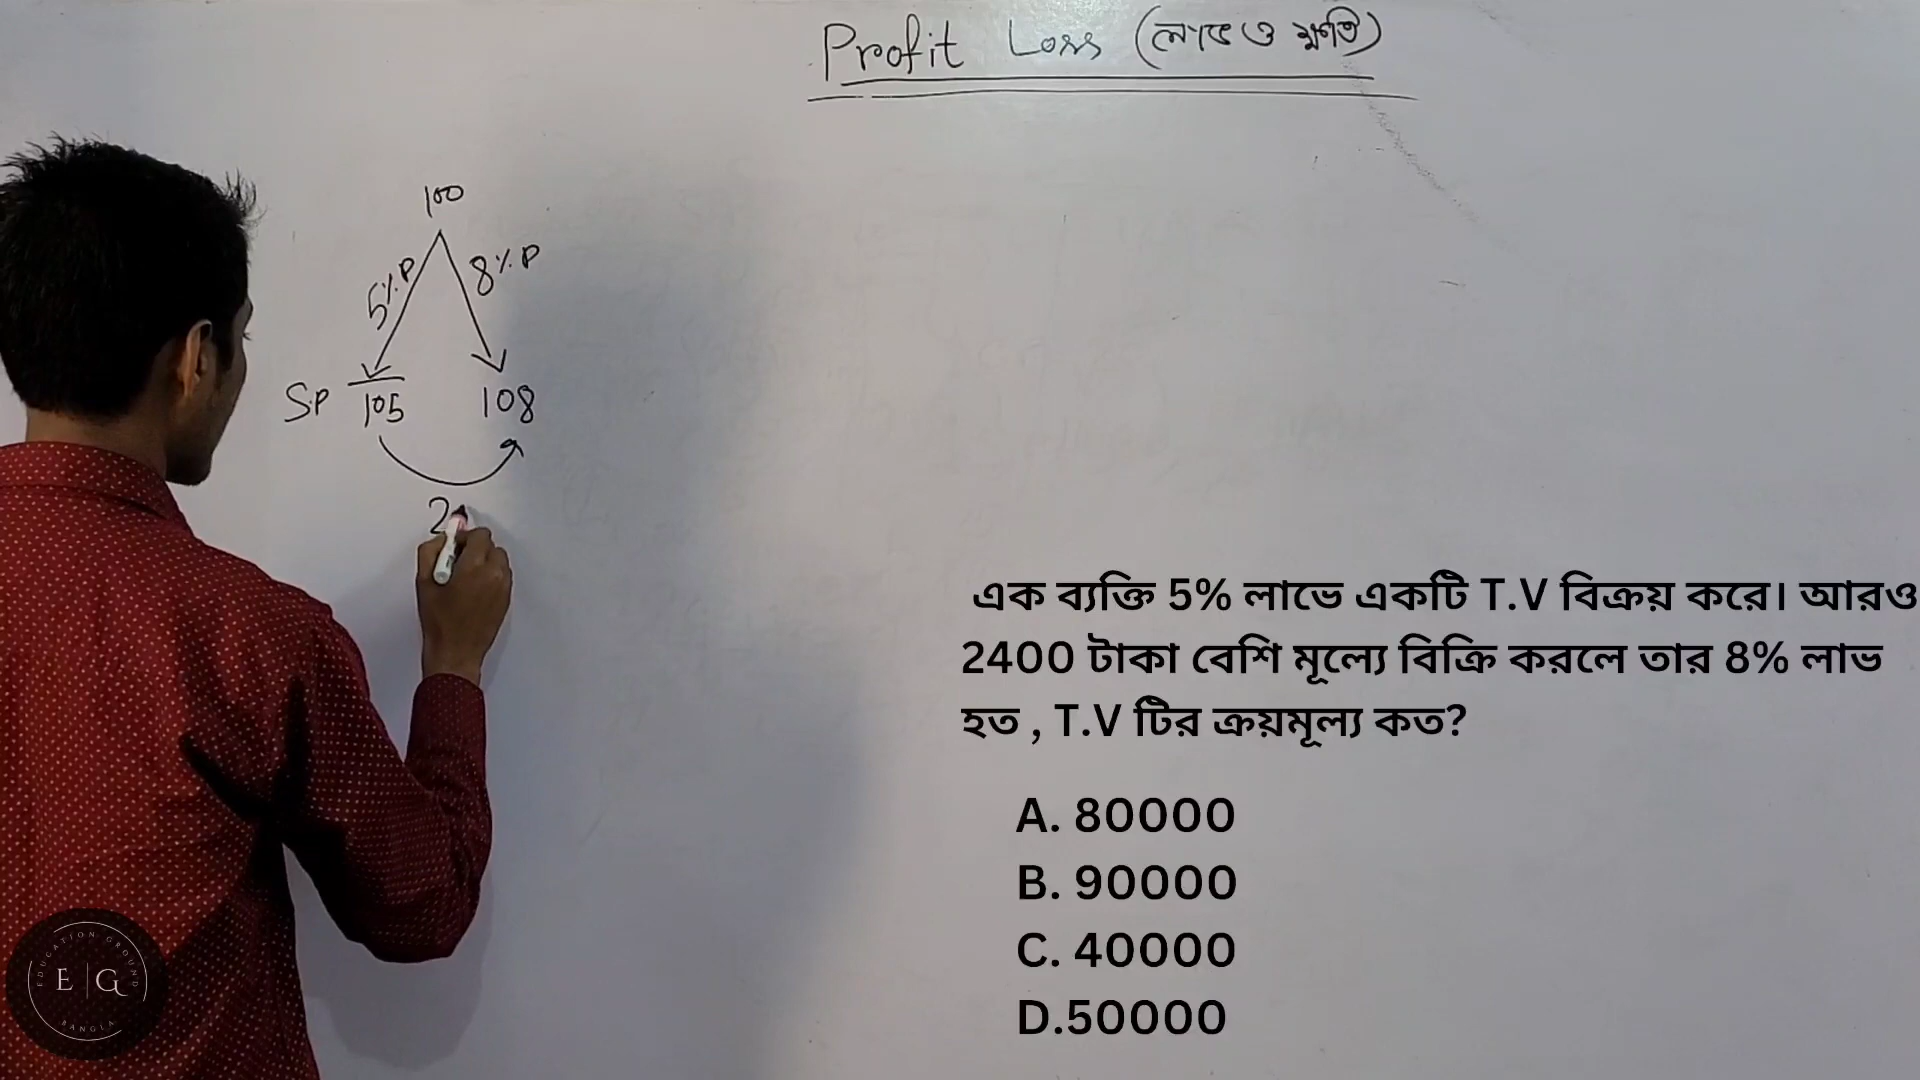 Profit Loss (লাভ ও ক্ষতি)
100
5% P
8% P
S.P 105 108
2
এক ব্যক্তি 5% লাভে একটি T.V বিক্রয় করে। আরও
2400 টাকা বেশি মূল্যে বিক্রি করলে তার 8% লাভ
হত , T.V টির ক্রয়মূল্য কত?
A. 80000
B. 90000
C. 40000
D.50000
EDUCATION GROUND
E G
BANGLA